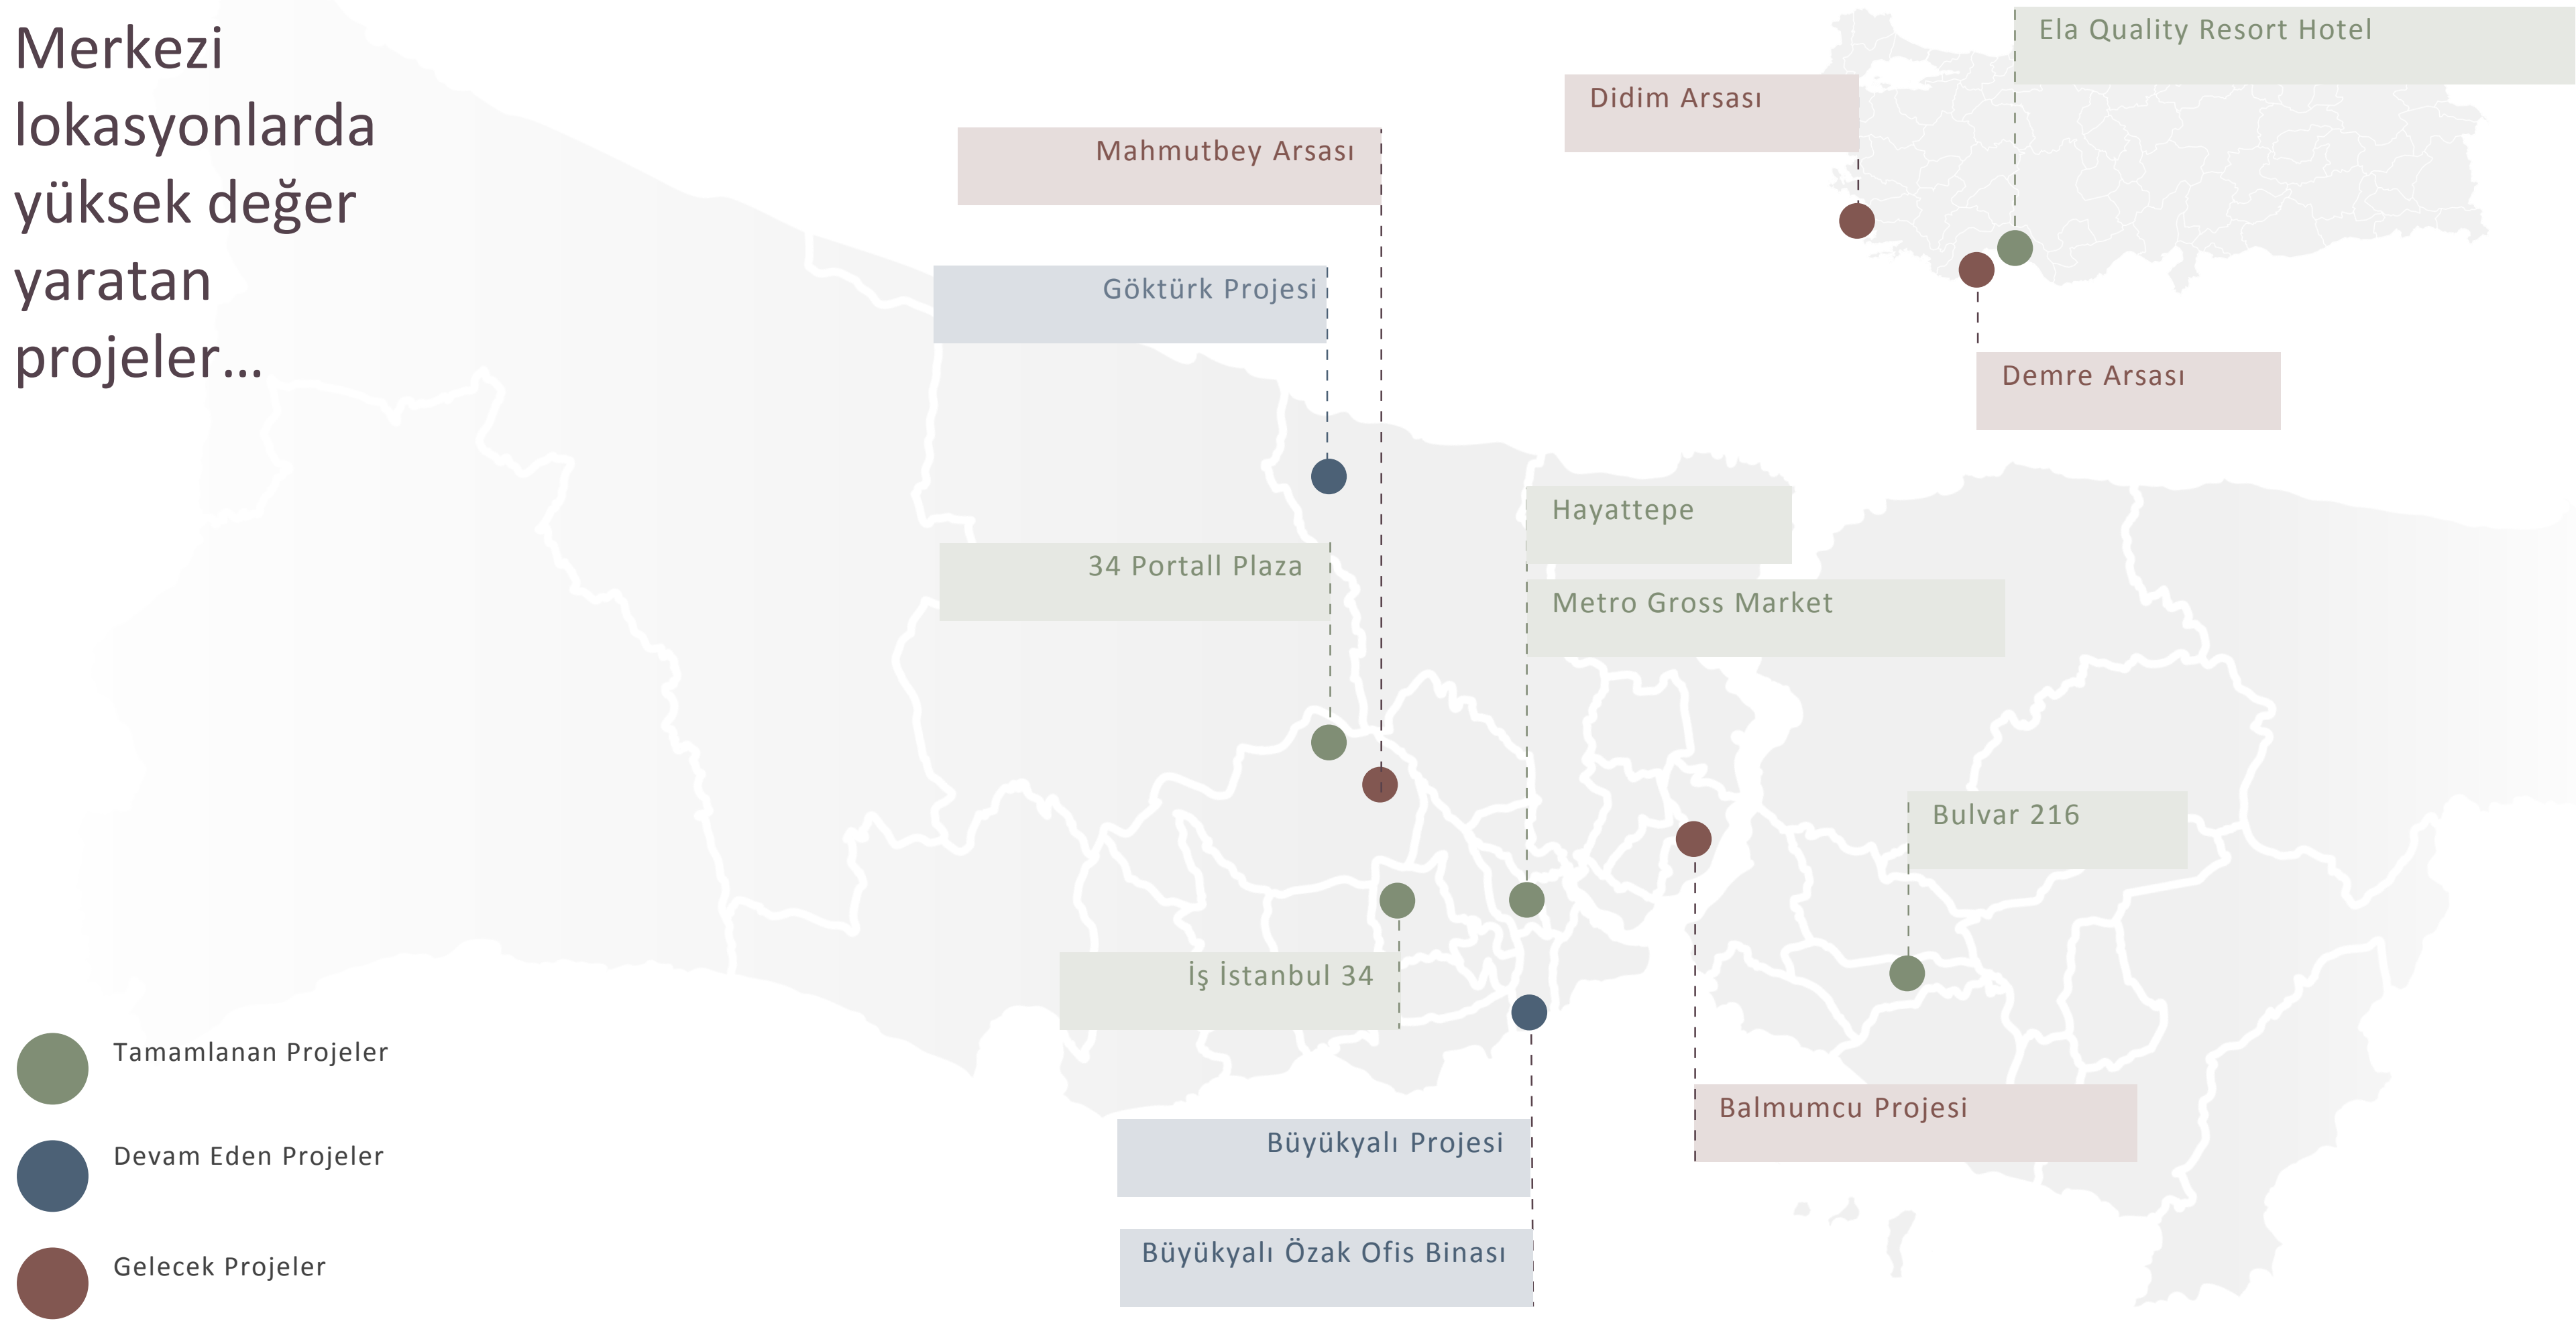 Merkezi
lokasyonlarda
yüksek değer
yaratan
projeler…
Ela Quality Resort Hotel
Didim Arsası
Mahmutbey Arsası
Göktürk Projesi
Demre Arsası
Hayattepe
34 Portall Plaza
Metro Gross Market
Bulvar 216
İş İstanbul 34
Balmumcu Projesi
Büyükyalı Projesi
Büyükyalı Özak Ofis Binası
Tamamlanan Projeler
Devam Eden Projeler
Gelecek Projeler